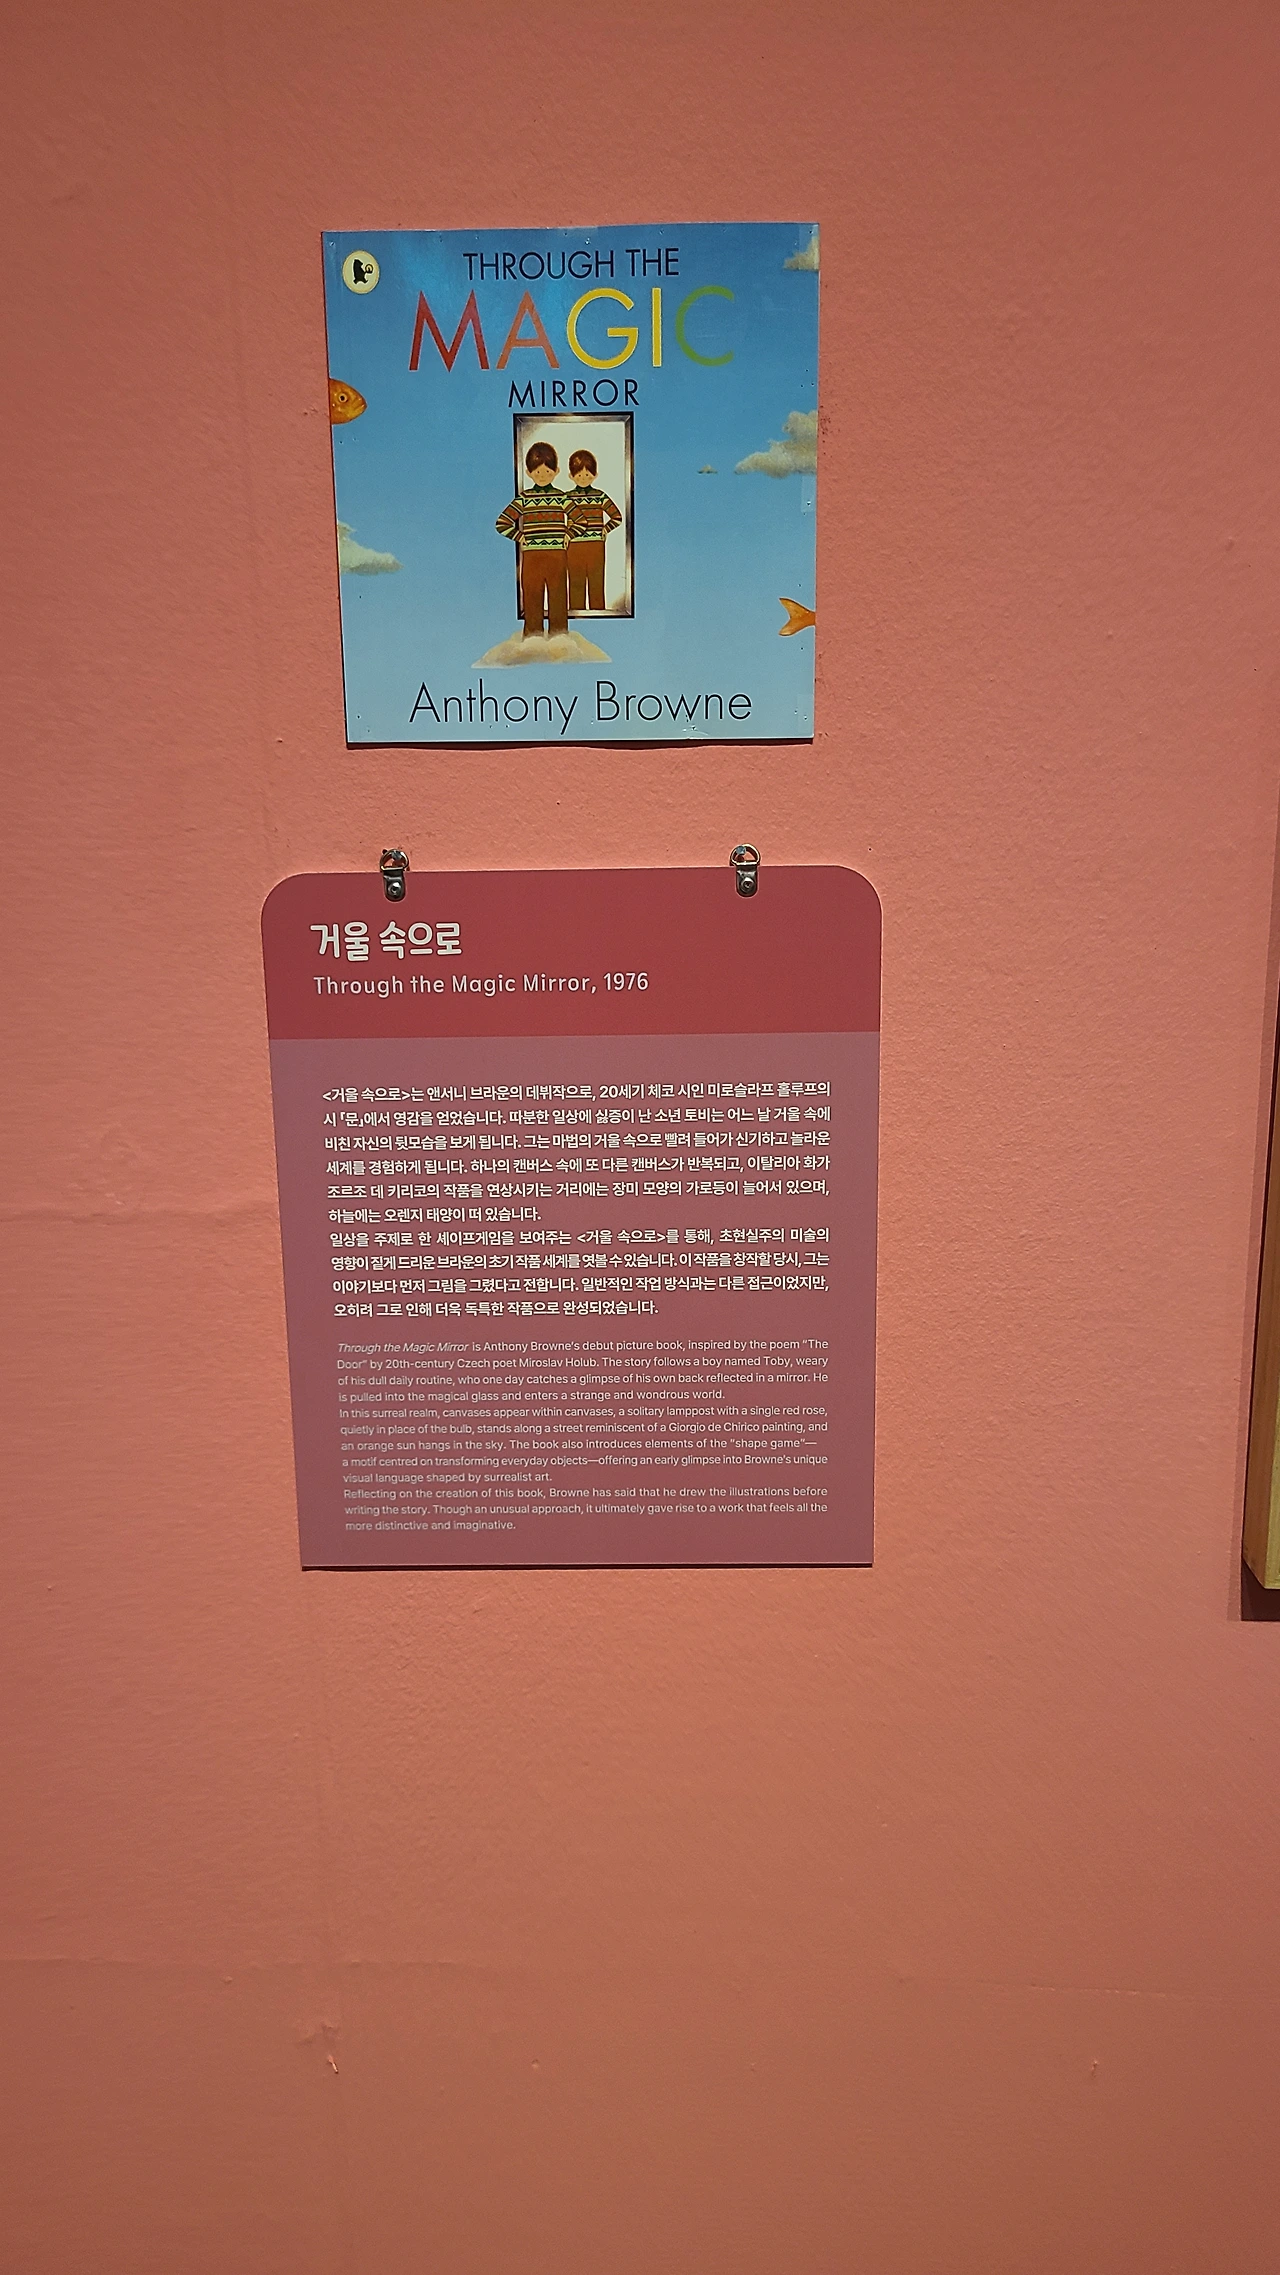 THROUGH THE
MAGIC
MIRROR
Anthony Browne
거울 속으로
Through the Magic Mirror, 1976
<거울 속으로>는 앤서니 브라운의 데뷔작으로, 20세기 체코 시인 미로슬라프 홀루프의
시 「문」에서 영감을 얻었습니다. 따분한 일상에 싫증이 난 소년 토비는 어느 날 거울 속에
비친 자신의 뒷모습을 보게 됩니다. 그는 마법의 거울 속으로 빨려 들어가 신기하고 놀라운
세계를 경험하게 됩니다. 하나의 캔버스 속에 또 다른 캔버스가 반복되고, 이탈리아 화가
조르조 데 키리코의 작품을 연상시키는 거리에는 장미 모양의 가로등이 늘어서 있으며,
하늘에는 오렌지 태양이 떠 있습니다.
일상을 주제로 한 셰이프게임을 보여주는 <거울 속으로>를 통해, 초현실주의 미술의
영향이 짙게 드리운 브라운의 초기 작품 세계를 엿볼 수 있습니다. 이 작품을 창작할 당시, 그는
이야기보다 먼저 그림을 그렸다고 전합니다. 일반적인 작업 방식과는 다른 접근이었지만,
오히려 그로 인해 더욱 독특한 작품으로 완성되었습니다.
Through the Magic Mirror is Anthony Browne's debut picture book, inspired by the poem "The
Door" by 20th-century Czech poet Miroslav Holub. The story follows a boy named Toby, weary
of his dull daily routine, who one day catches a glimpse of his own back reflected in a mirror. He
is pulled into the magical glass and enters a strange and wondrous world.
In this surreal realm, canvases appear within canvases, a solitary lamppost with a single red rose,
quietly in place of the bulb, stands along a street reminiscent of a Giorgio de Chirico painting, and
an orange sun hangs in the sky. The book also introduces elements of the "shape game"—
a motif centred on transforming everyday objects—offering an early glimpse into Browne's unique
visual language shaped by surrealist art.
Reflecting on the creation of this book, Browne has said that he drew the illustrations before
writing the story. Though an unusual approach, it ultimately gave rise to a work that feels all the
more distinctive and imaginative.